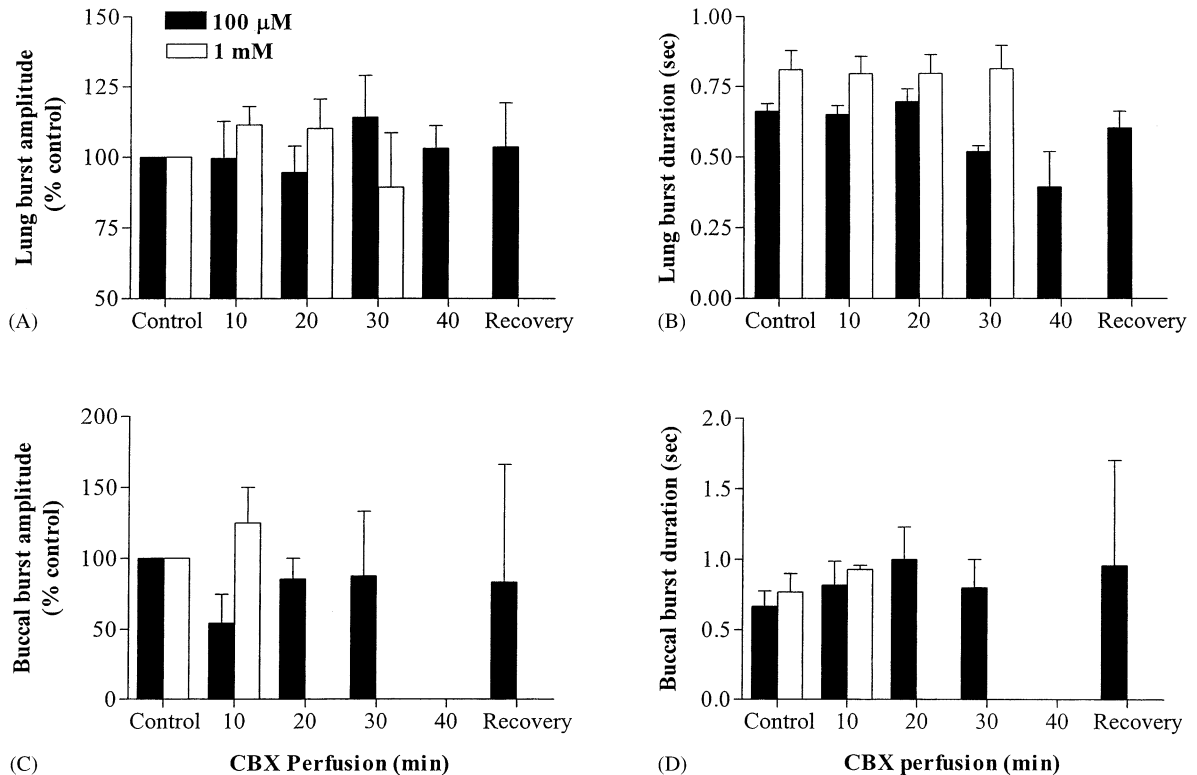 150
125
100
75
50
Lung burst amplitude
(% control)
100 μM
1 mM
Control 10 20 30 40 Recovery
(A)
1.00
0.75
0.50
0.25
0.00
Lung burst duration (sec)
Control 10 20 30 40 Recovery
(B)
200
150
100
50
0
Buccal burst amplitude
(% control)
Control 10 20 30 40 Recovery
(C)
CBX Perfusion (min)
2.0
1.5
1.0
0.5
0.0
Buccal burst duration (sec)
Control 10 20 30 40 Recovery
(D)
CBX perfusion (min)